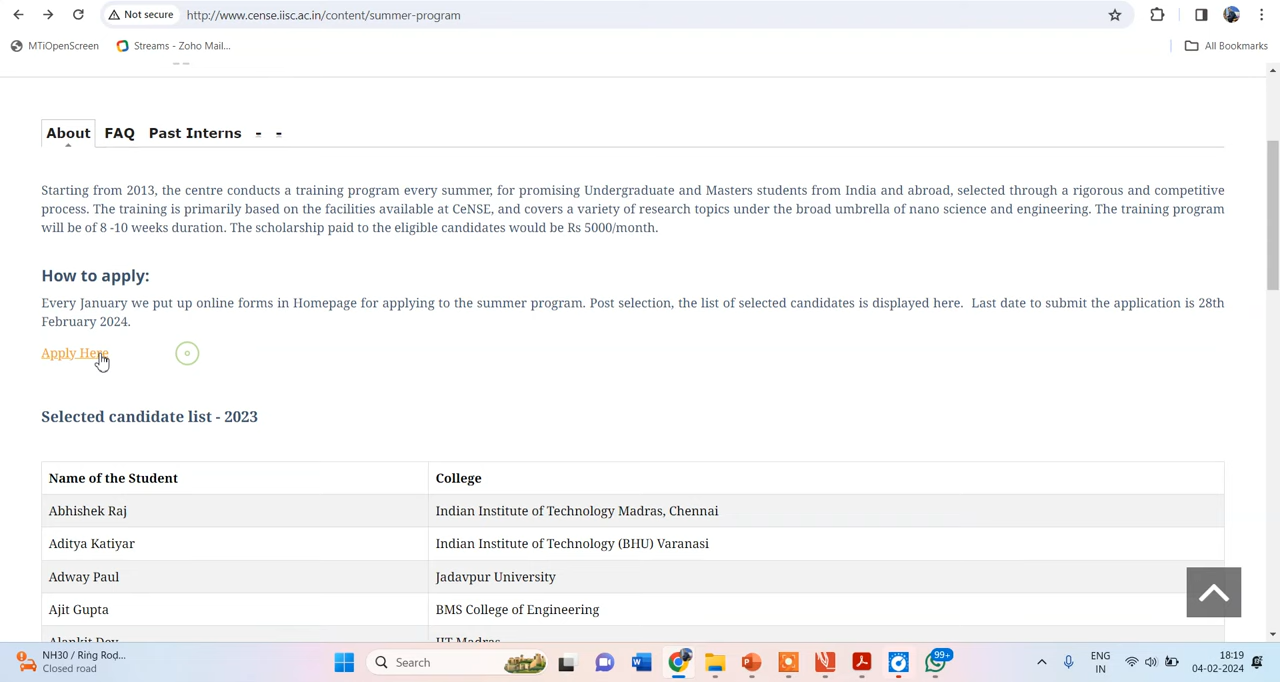 Not secure
http://www.cense.iisc.ac.in/content/summer-program
MTiOpenScreen
Streams - Zoho Mail...
All Bookmarks
About
FAQ
Past Interns
-
-
Starting from 2013, the centre conducts a training program every summer, for promising Undergraduate and Masters students from India and abroad, selected through a rigorous and competitive
process. The training is primarily based on the facilities available at CeNSE, and covers a variety of research topics under the broad umbrella of nano science and engineering. The training program
will be of 8 -10 weeks duration. The scholarship paid to the eligible candidates would be Rs 5000/month.
How to apply:
Every January we put up online forms in Homepage for applying to the summer program. Post selection, the list of selected candidates is displayed here. Last date to submit the application is 28th
February 2024.
Apply Here
Selected candidate list - 2023
Name of the Student
College
Abhishek Raj
Indian Institute of Technology Madras, Chennai
Aditya Katiyar
Indian Institute of Technology (BHU) Varanasi
Adway Paul
Jadavpur University
Ajit Gupta
BMS College of Engineering
Alankit Dev
IIT Madras
NH30 / Ring Roa...
Closed road
Search
99+
ENG
IN
18:19
04-02-2024